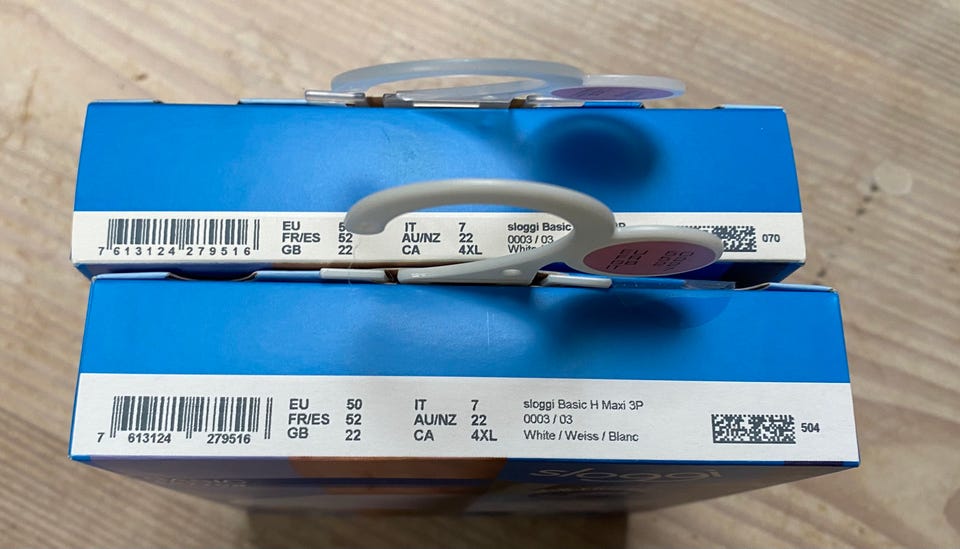 7 613124 279516
EU 5
FR/ES 52
GB 22
IT 7
AU/NZ 22
CA 4XL
sloggi Basic
0003 / 03
White
070
7 613124 279516
EU 50
FR/ES 52
GB 22
IT 7
AU/NZ 22
CA 4XL
sloggi Basic H Maxi 3P
0003 / 03
White / Weiss / Blanc
504
sloggi